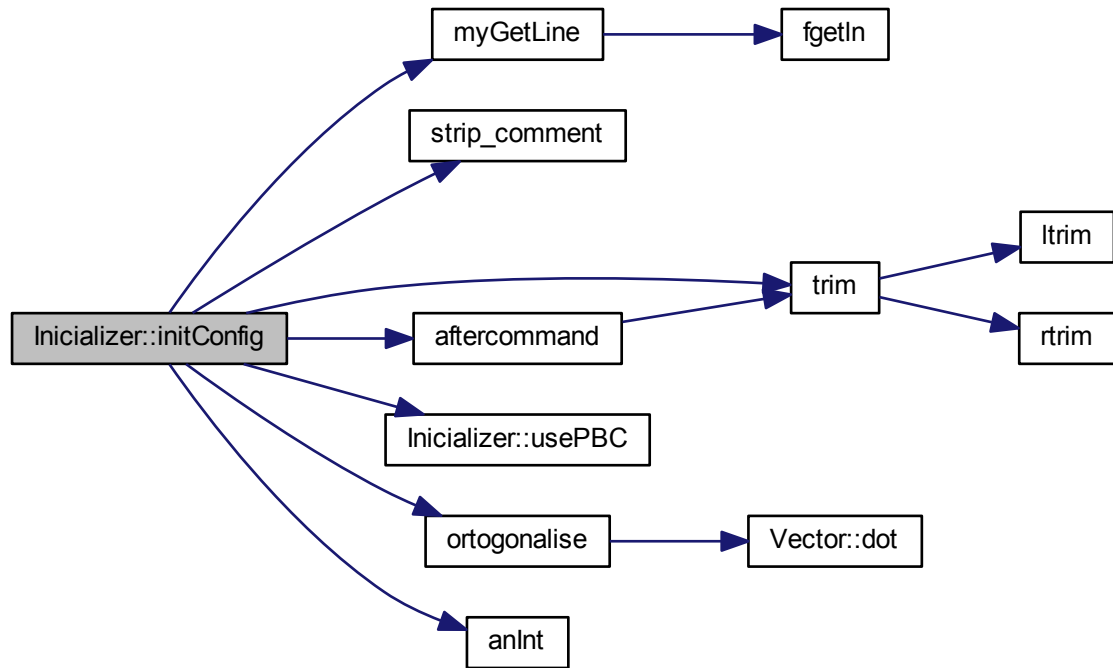 myGetLine
fgetln
strip_comment
ltrim
trim
Inicializer::initConfig
aftercommand
rtrim
Inicializer::usePBC
ortogonalise
Vector::dot
anInt